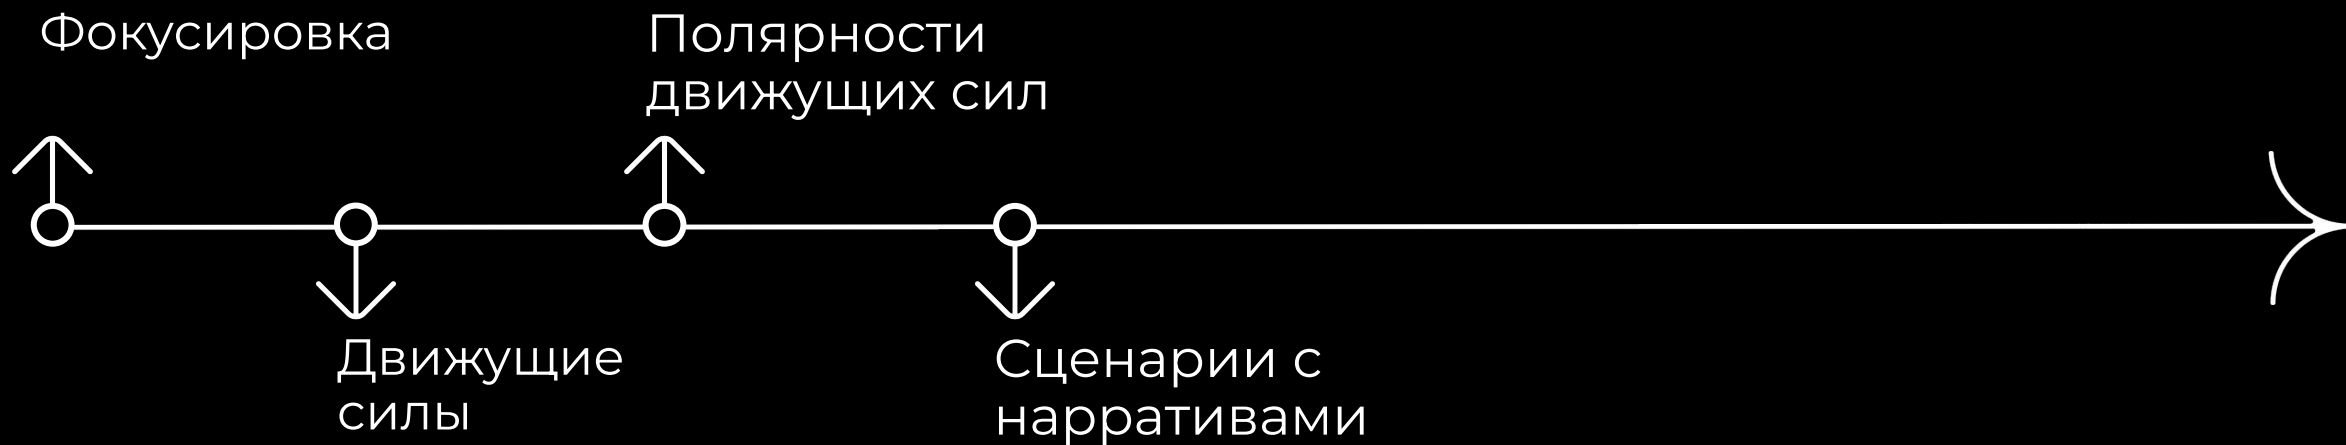 Фокусировка
Движущие
силы
Полярности
движущих сил
Сценарии с
нарративами